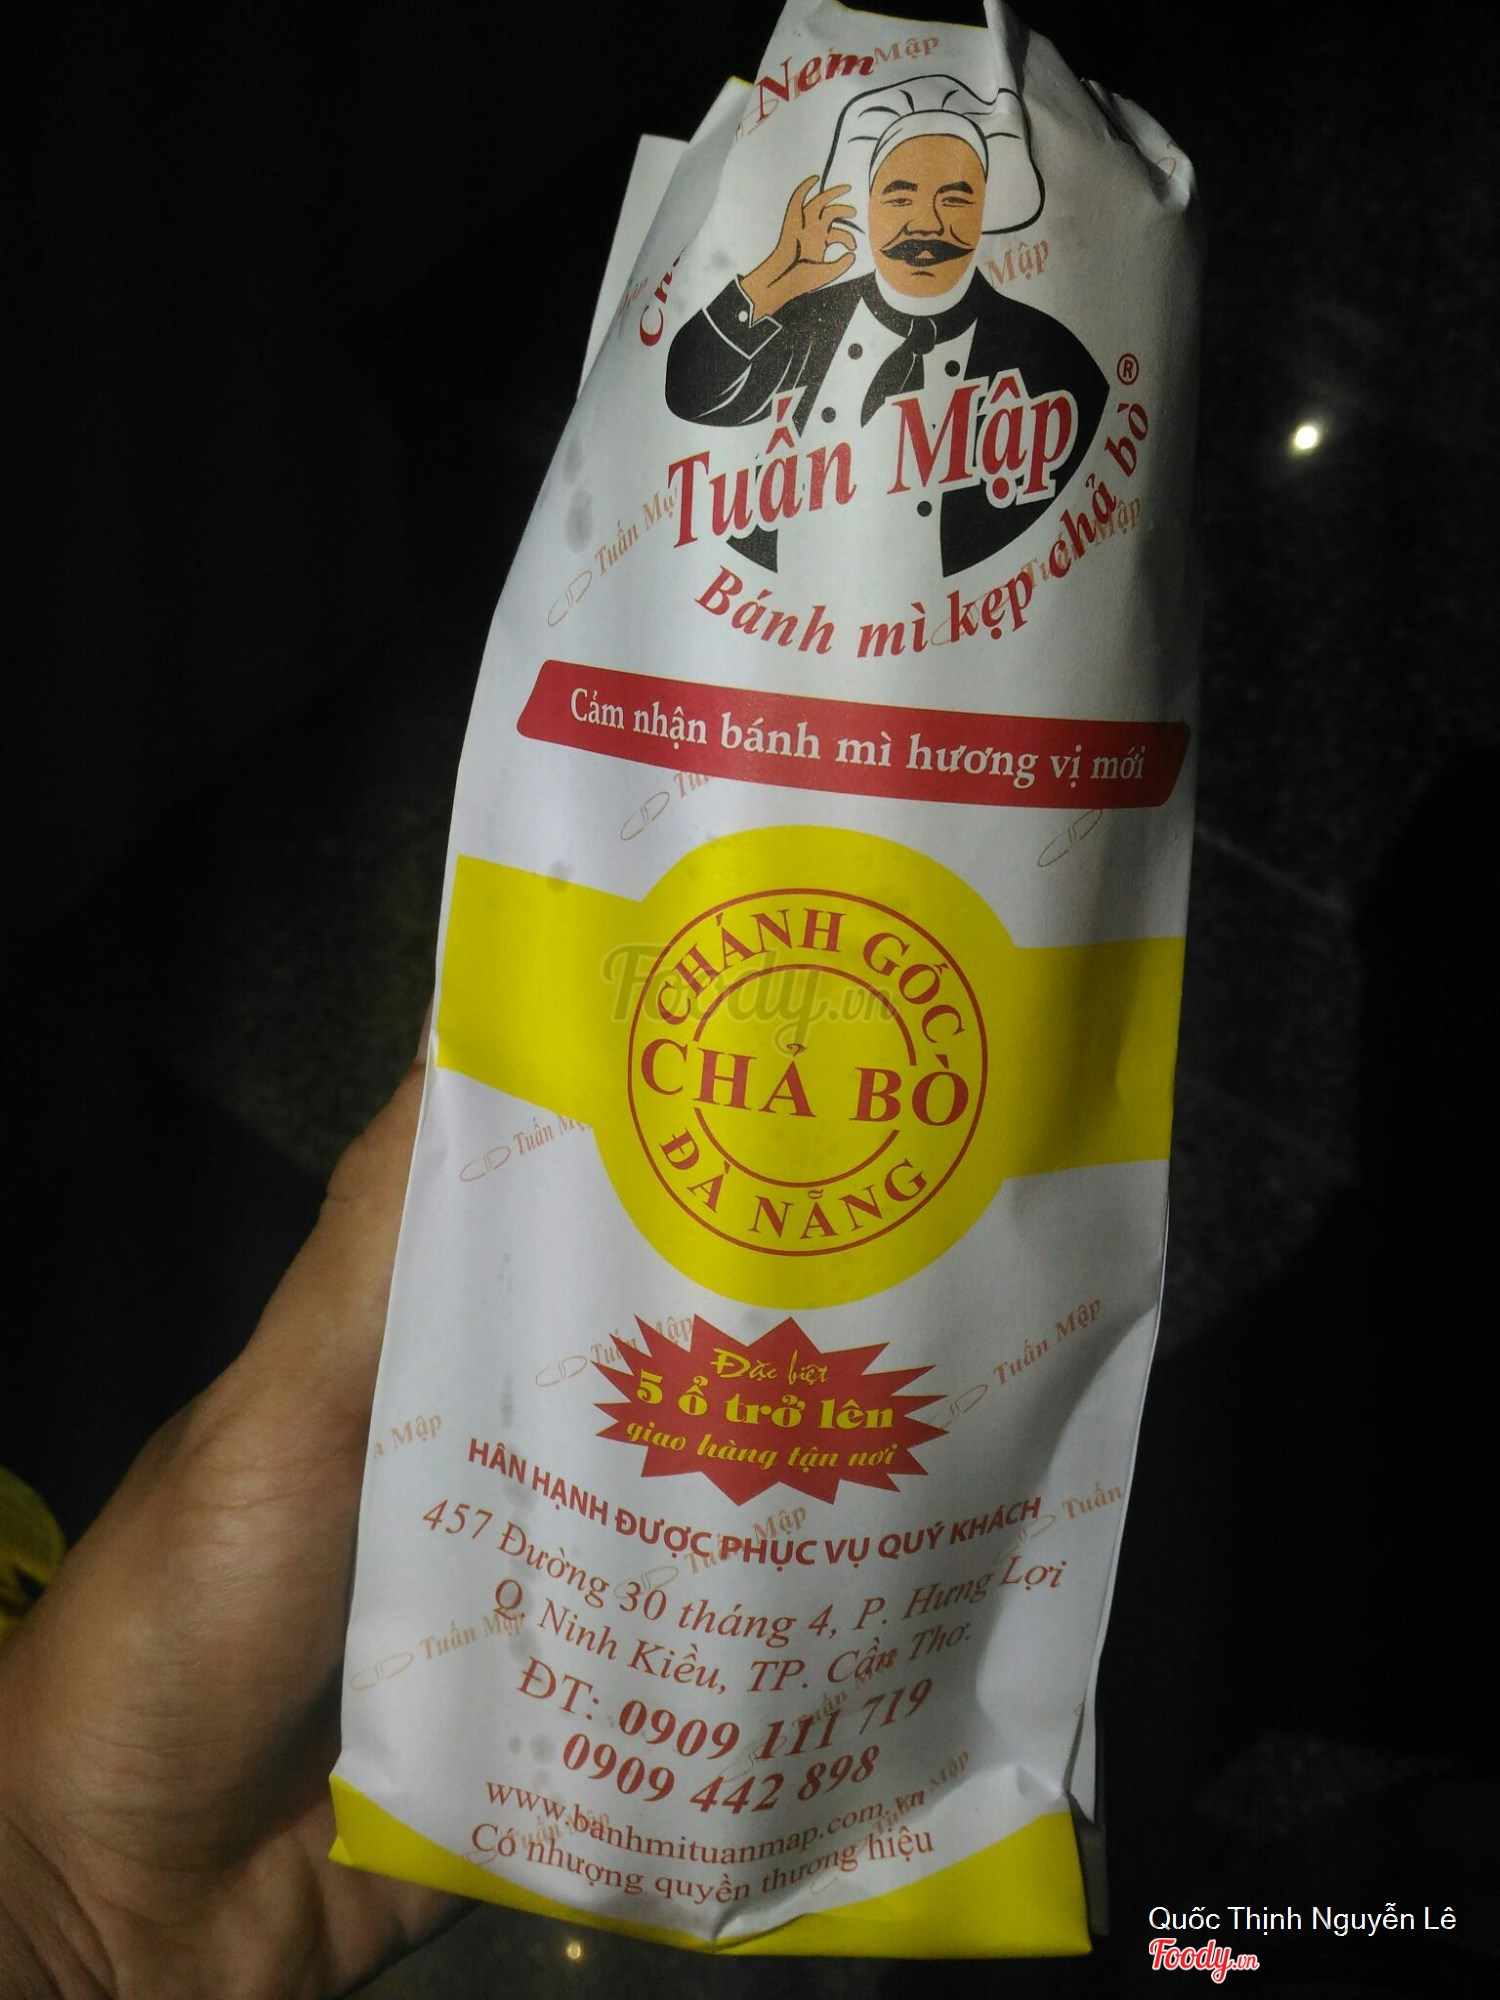 Nem
Tuấn Mập
®
Bánh mì kẹp chả bò
Cảm nhận bánh mì hương vị mới
CHÁNH GỐC
CHẢ BÒ
ĐÀ NẴNG
Đặc biệt
5 ổ trở lên
giao hàng tận nơi
HÂN HẠNH ĐƯỢC PHỤC VỤ QUÝ KHÁCH
457 Đường 30 tháng 4, P. Hưng Lợi
Q. Ninh Kiều, TP. Cần Thơ.
ĐT: 0909 111 719
0909 442 898
www.banhmituanmap.com.vn
Có nhượng quyền thương hiệu
Foody.vn
Quốc Thịnh Nguyễn Lê
Foody.vn